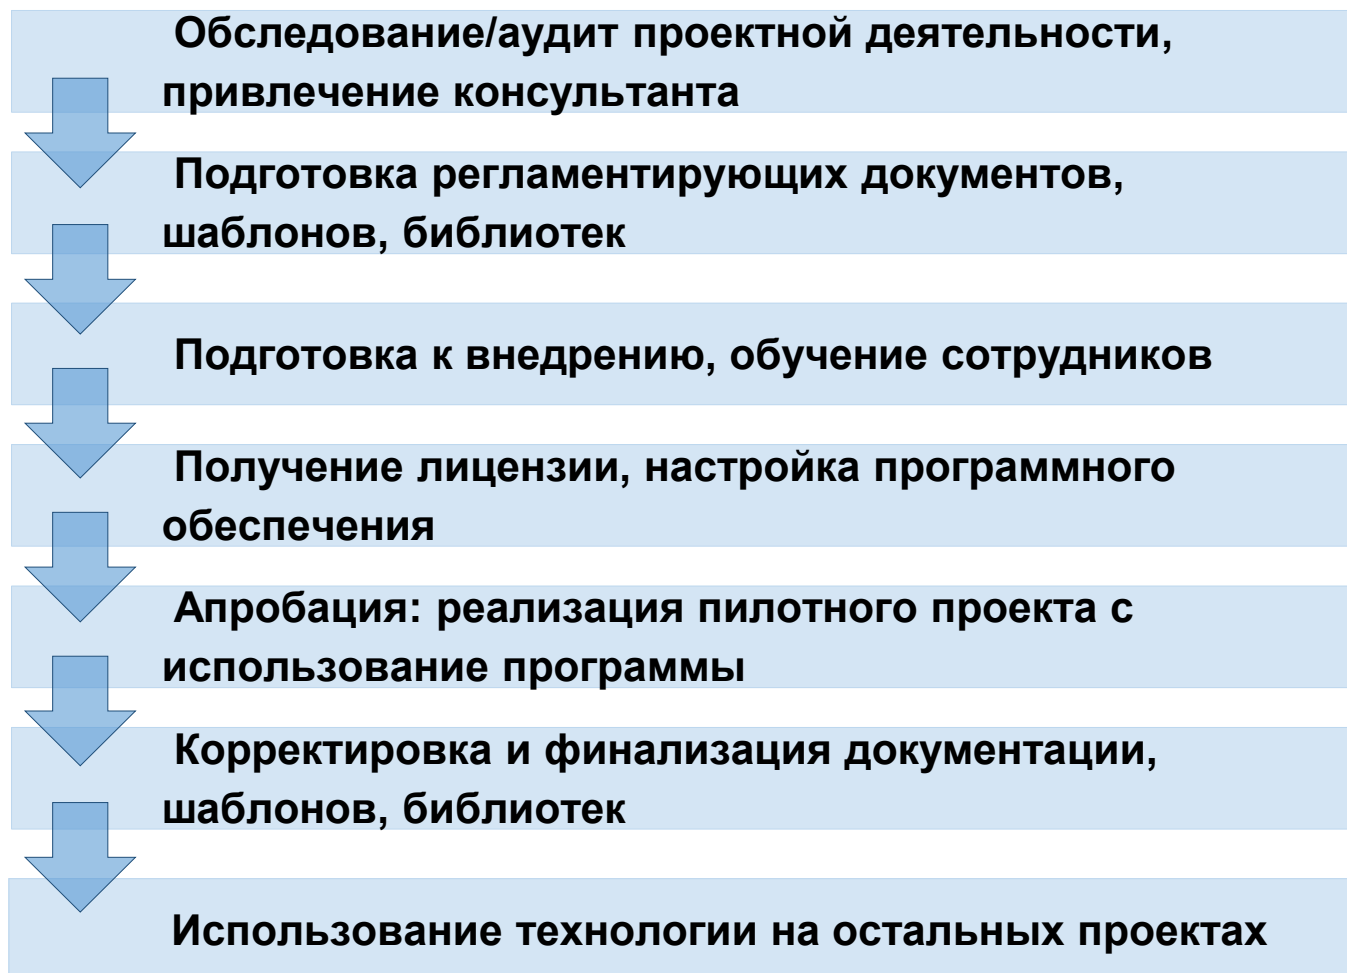 Обследование/аудит проектной деятельности,
привлечение консультанта
Подготовка регламентирующих документов,
шаблонов, библиотек
Подготовка к внедрению, обучение сотрудников
Получение лицензии, настройка программного
обеспечения
Апробация: реализация пилотного проекта с
использование программы
Корректировка и финализация документации,
шаблонов, библиотек
Использование технологии на остальных проектах